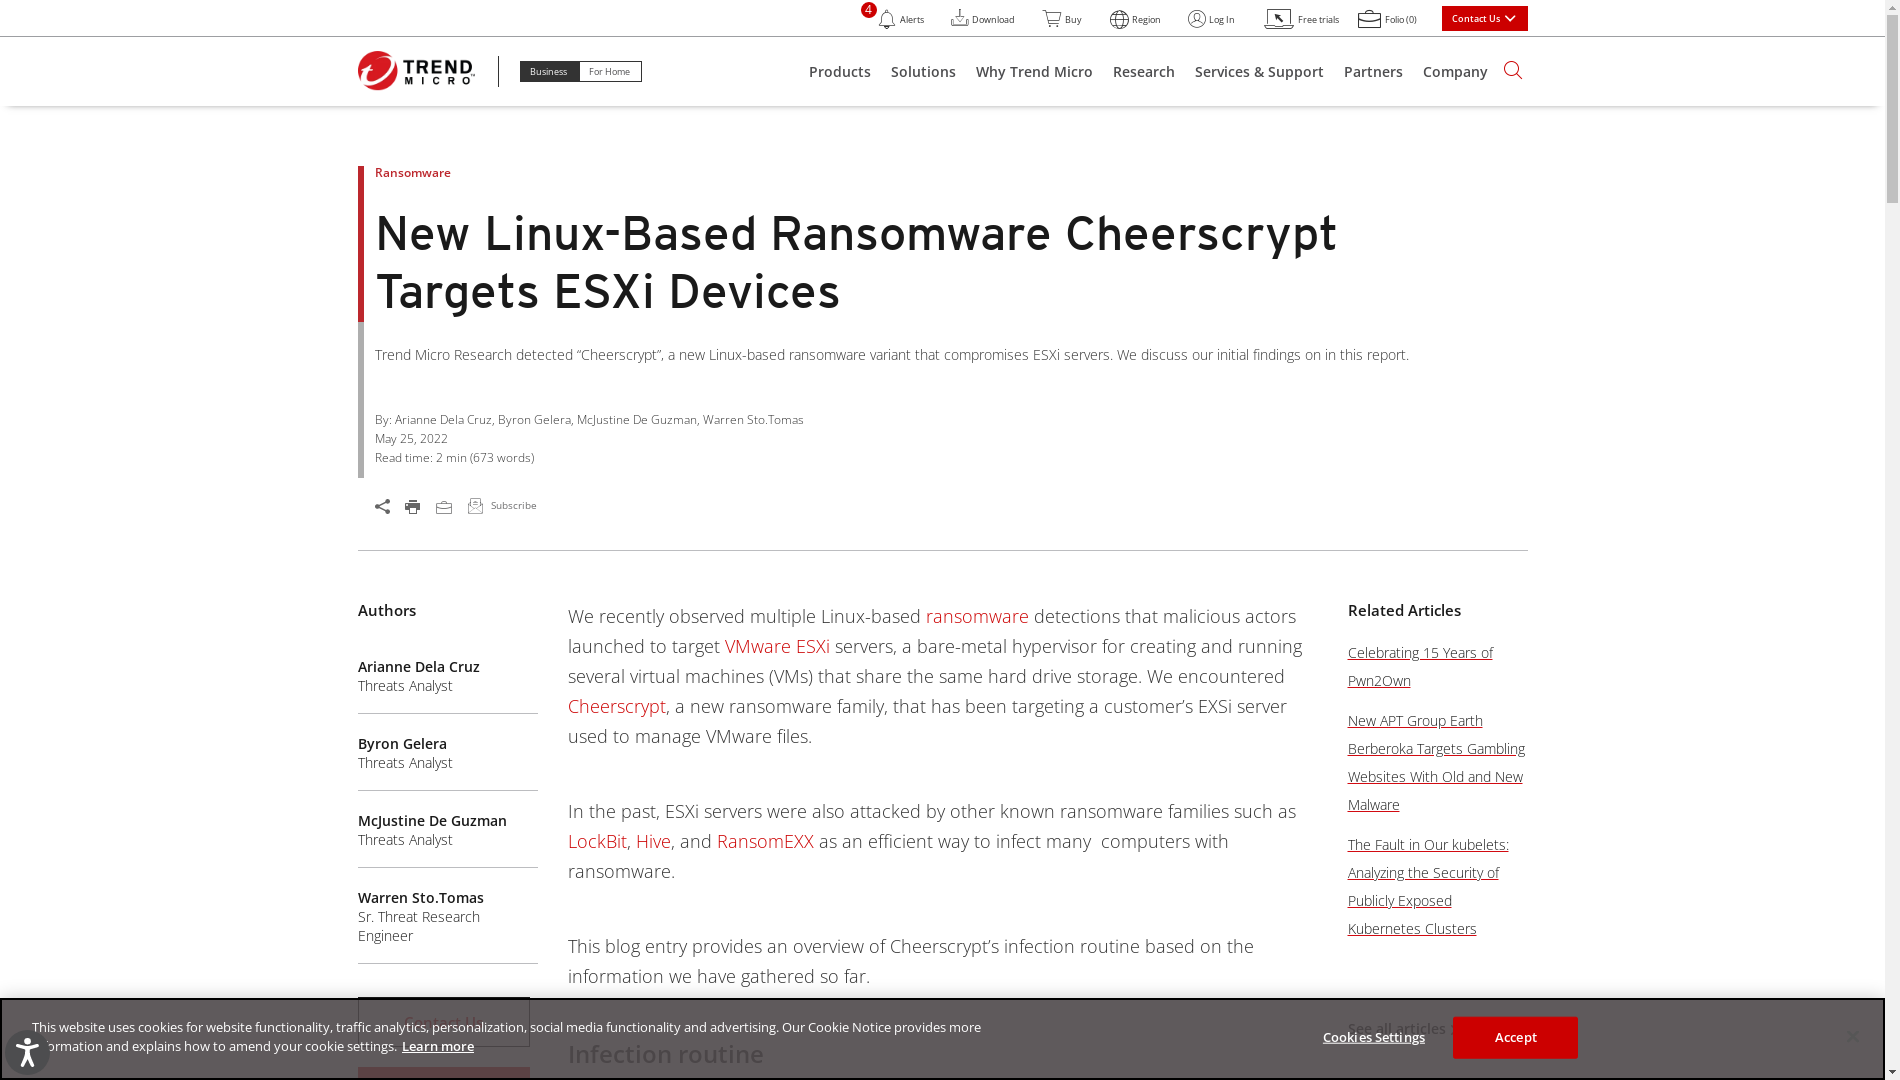 4
Alerts
Download
Buy
Region
Log In
Free trials
Folio (0)
Contact Us
TREND
MICRO
Business
For Home
Products
Solutions
Why Trend Micro
Research
Services & Support
Partners
Company
Ransomware
New Linux-Based Ransomware Cheerscrypt
Targets ESXi Devices
Trend Micro Research detected “Cheerscrypt”, a new Linux-based ransomware variant that compromises ESXi servers. We discuss our initial findings on in this report.
By: Arianne Dela Cruz, Byron Gelera, McJustine De Guzman, Warren Sto.Tomas
May 25, 2022
Read time: 2 min (673 words)
Subscribe
Authors
Arianne Dela Cruz
Threats Analyst
Byron Gelera
Threats Analyst
McJustine De Guzman
Threats Analyst
Warren Sto.Tomas
Sr. Threat Research
Engineer
Contact Us
We recently observed multiple Linux-based ransomware detections that malicious actors
launched to target VMware ESXi servers, a bare-metal hypervisor for creating and running
several virtual machines (VMs) that share the same hard drive storage. We encountered
Cheerscrypt, a new ransomware family, that has been targeting a customer’s EXSi server
used to manage VMware files.
In the past, ESXi servers were also attacked by other known ransomware families such as
LockBit, Hive, and RansomEXX as an efficient way to infect many  computers with
ransomware.
This blog entry provides an overview of Cheerscrypt’s infection routine based on the
information we have gathered so far.
Infection routine
Related Articles
Celebrating 15 Years of
Pwn2Own
New APT Group Earth
Berberoka Targets Gambling
Websites With Old and New
Malware
The Fault in Our kubelets:
Analyzing the Security of
Publicly Exposed
Kubernetes Clusters
See all articles
This website uses cookies for website functionality, traffic analytics, personalization, social media functionality and advertising. Our Cookie Notice provides more
formation and explains how to amend your cookie settings. Learn more
Cookies Settings
Accept